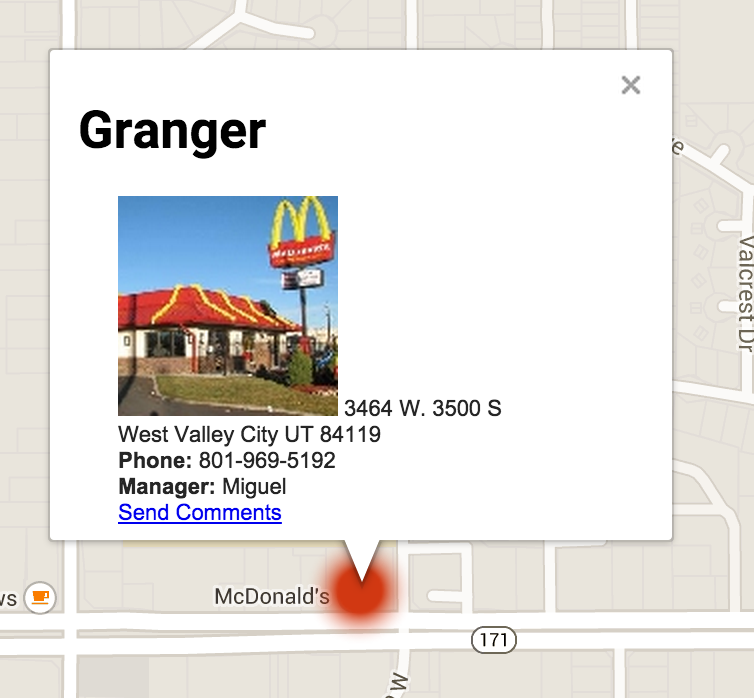 Granger
McDonald's
3464 W. 3500 S
West Valley City UT 84119
Phone: 801-969-5192
Manager: Miguel
Send Comments
Valcrest Dr
McDonald's
171
W